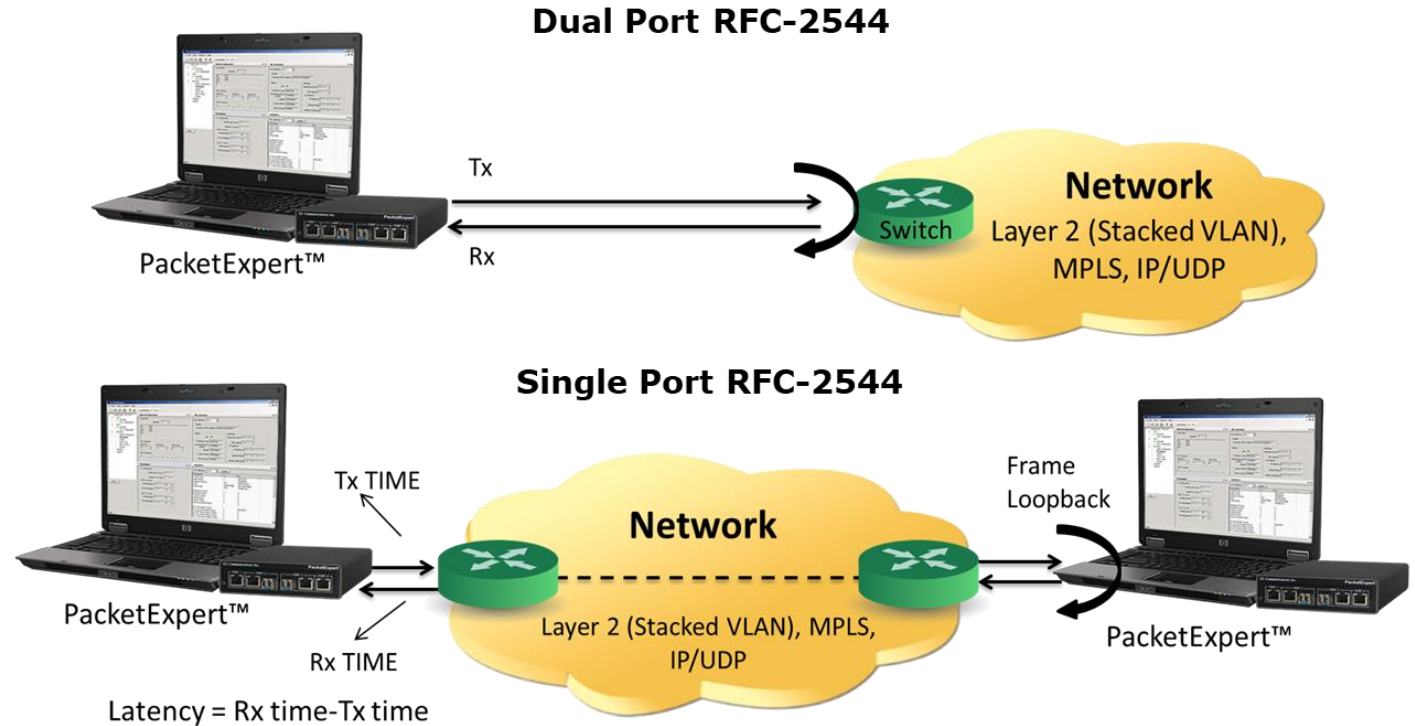 Dual Port RFC-2544
Tx
Rx
PacketExpert™
Switch
Network
Layer 2 (Stacked VLAN),
MPLS, IP/UDP
Single Port RFC-2544
Tx TIME
PacketExpert™
Rx TIME
Latency = Rx time-Tx time
Network
Layer 2 (Stacked VLAN), MPLS,
IP/UDP
Frame
Loopback
PacketExpert™